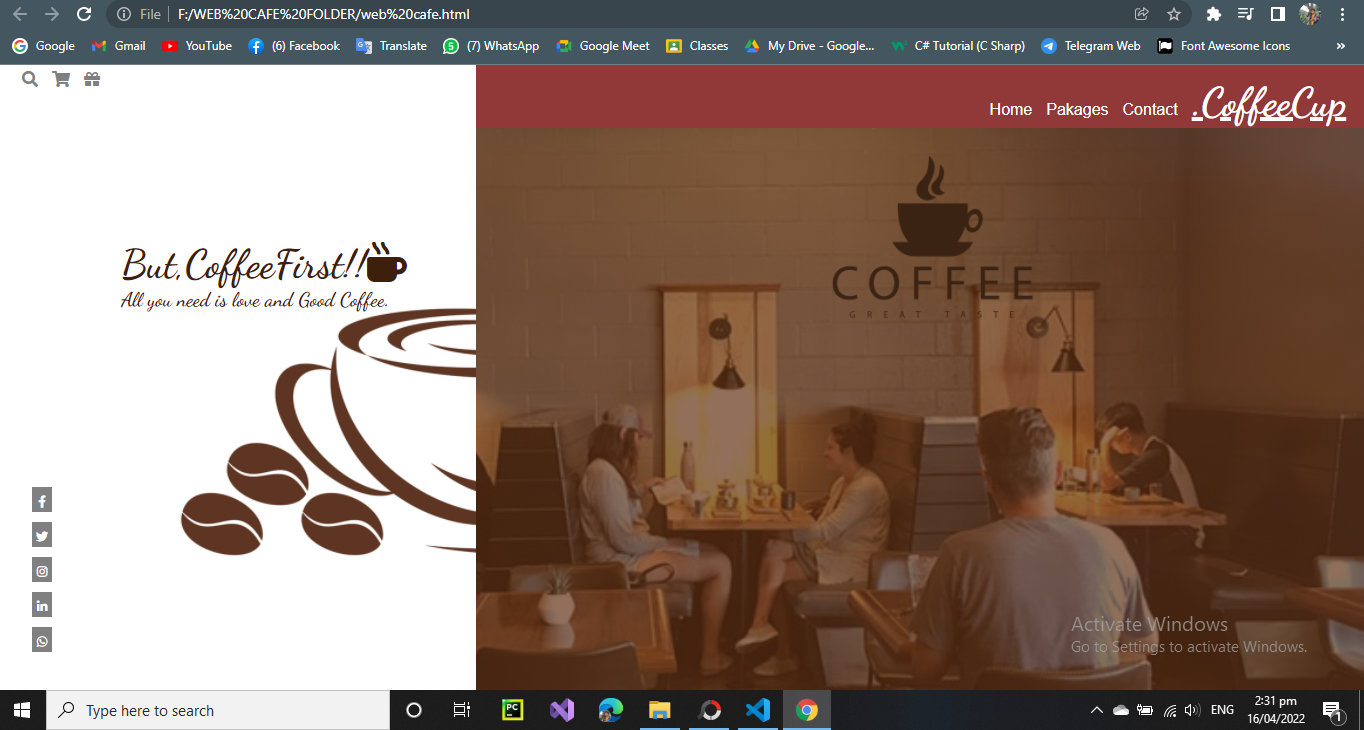 File F:/WEB%20CAFE%20FOLDER/web%20cafe.html
Google Gmail YouTube (6) Facebook Translate (7) WhatsApp Google Meet Classes My Drive - Google... C# Tutorial (C Sharp) Telegram Web Font Awesome Icons »
Home Pakages Contact .CoffeeCup
But,CoffeeFirst!!
All you need is love and Good Coffee.
COFFEE
GREAT TASTE
Activate Windows
Go to Settings to activate Windows.
Type here to search
PC
ENG
2:31 pm
16/04/2022
1